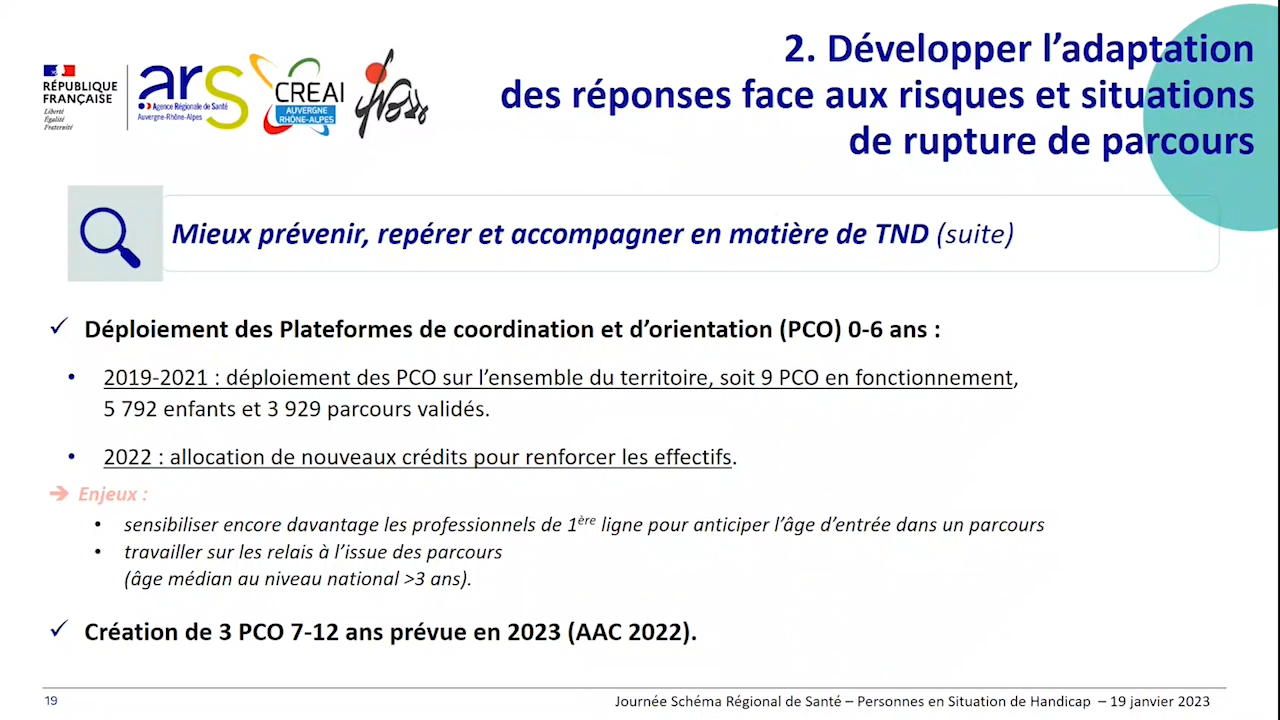 2. Développer l’adaptation
des réponses face aux risques et situations
de rupture de parcours
RÉPUBLIQUE
FRANÇAISE
Liberté
Égalité
Fraternité
ars
Agence Régionale de Santé
Auvergne-Rhône-Alpes
CREAI
AUVERGNE
RHÔNE-ALPES
Mieux prévenir, repérer et accompagner en matière de TND (suite)
✓ Déploiement des Plateformes de coordination et d’orientation (PCO) 0-6 ans :
• 2019-2021 : déploiement des PCO sur l’ensemble du territoire, soit 9 PCO en fonctionnement,
5 792 enfants et 3 929 parcours validés.
• 2022 : allocation de nouveaux crédits pour renforcer les effectifs.
➔ Enjeux :
• sensibiliser encore davantage les professionnels de 1ère ligne pour anticiper l’âge d’entrée dans un parcours
• travailler sur les relais à l’issue des parcours
(âge médian au niveau national >3 ans).
✓ Création de 3 PCO 7-12 ans prévue en 2023 (AAC 2022).
19
Journée Schéma Régional de Santé – Personnes en Situation de Handicap – 19 janvier 2023